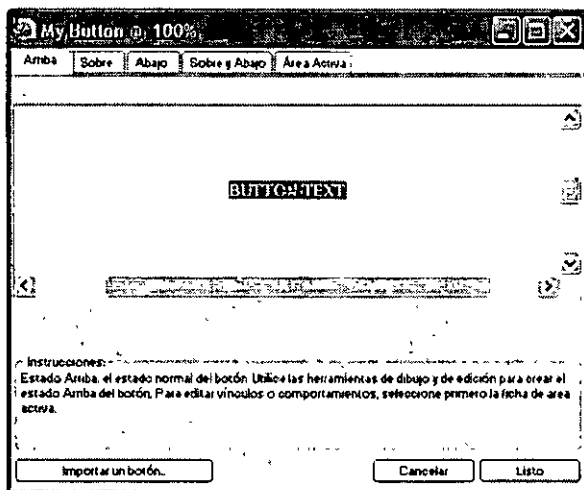 My Button @ 100%
Arriba Sobre Abajo Sobre y Abajo Área Activa
BUTTON TEXT
Instrucciones:
Estado Arriba, el estado normal del botón. Utilice las herramientas de dibujo y de edición para crear el
estado Arriba del botón. Para editar vínculos o comportamientos, seleccione primero la ficha de área
activa.
Importar un botón... Cancelar Listo